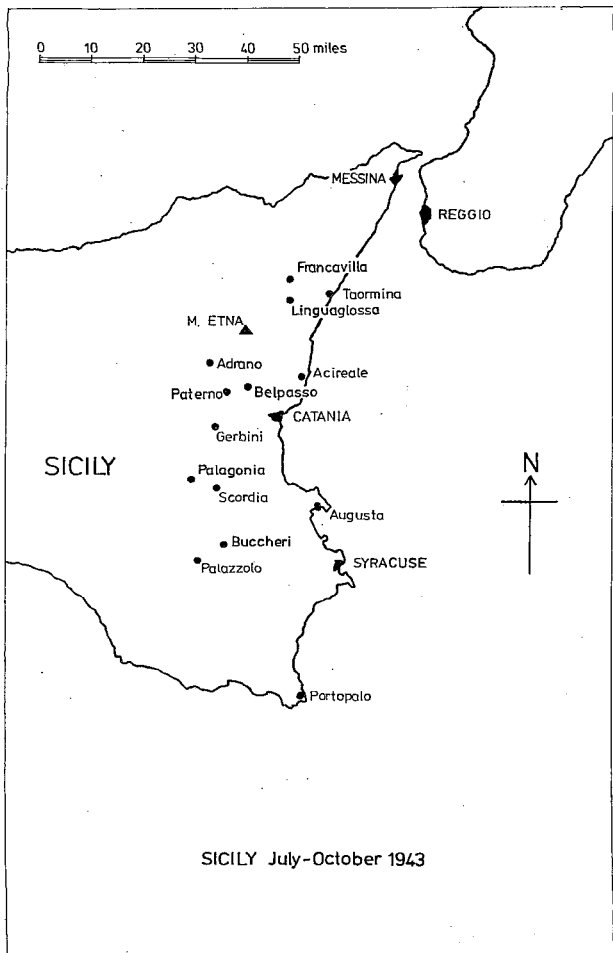 0 10 20 30 40 50 miles
MESSINA
REGGIO
Francavilla
Taormina
Linguaglossa
M. ETNA
Adrano
Acireale
Belpasso
Paterno
CATANIA
Gerbini
SICILY
Palagonia
Scordia
N
Augusta
Buccheri
SYRACUSE
Palazzolo
Portopalo
SICILY July-October 1943